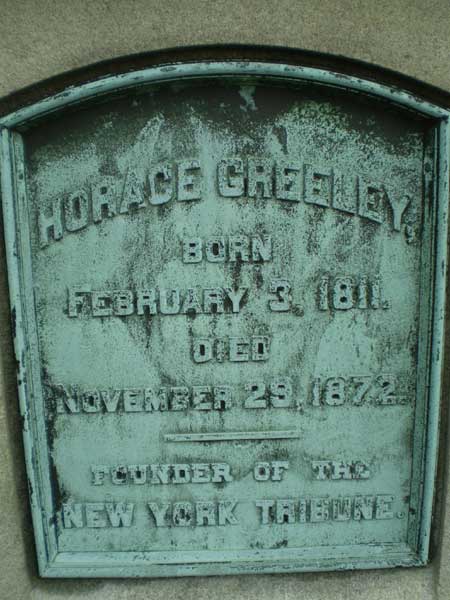 HORACE GREELEY,
BORN
FEBRUARY 3, 1811.
DIED
NOVEMBER 29, 1872.
FOUNDER OF THE
NEW YORK TRIBUNE.